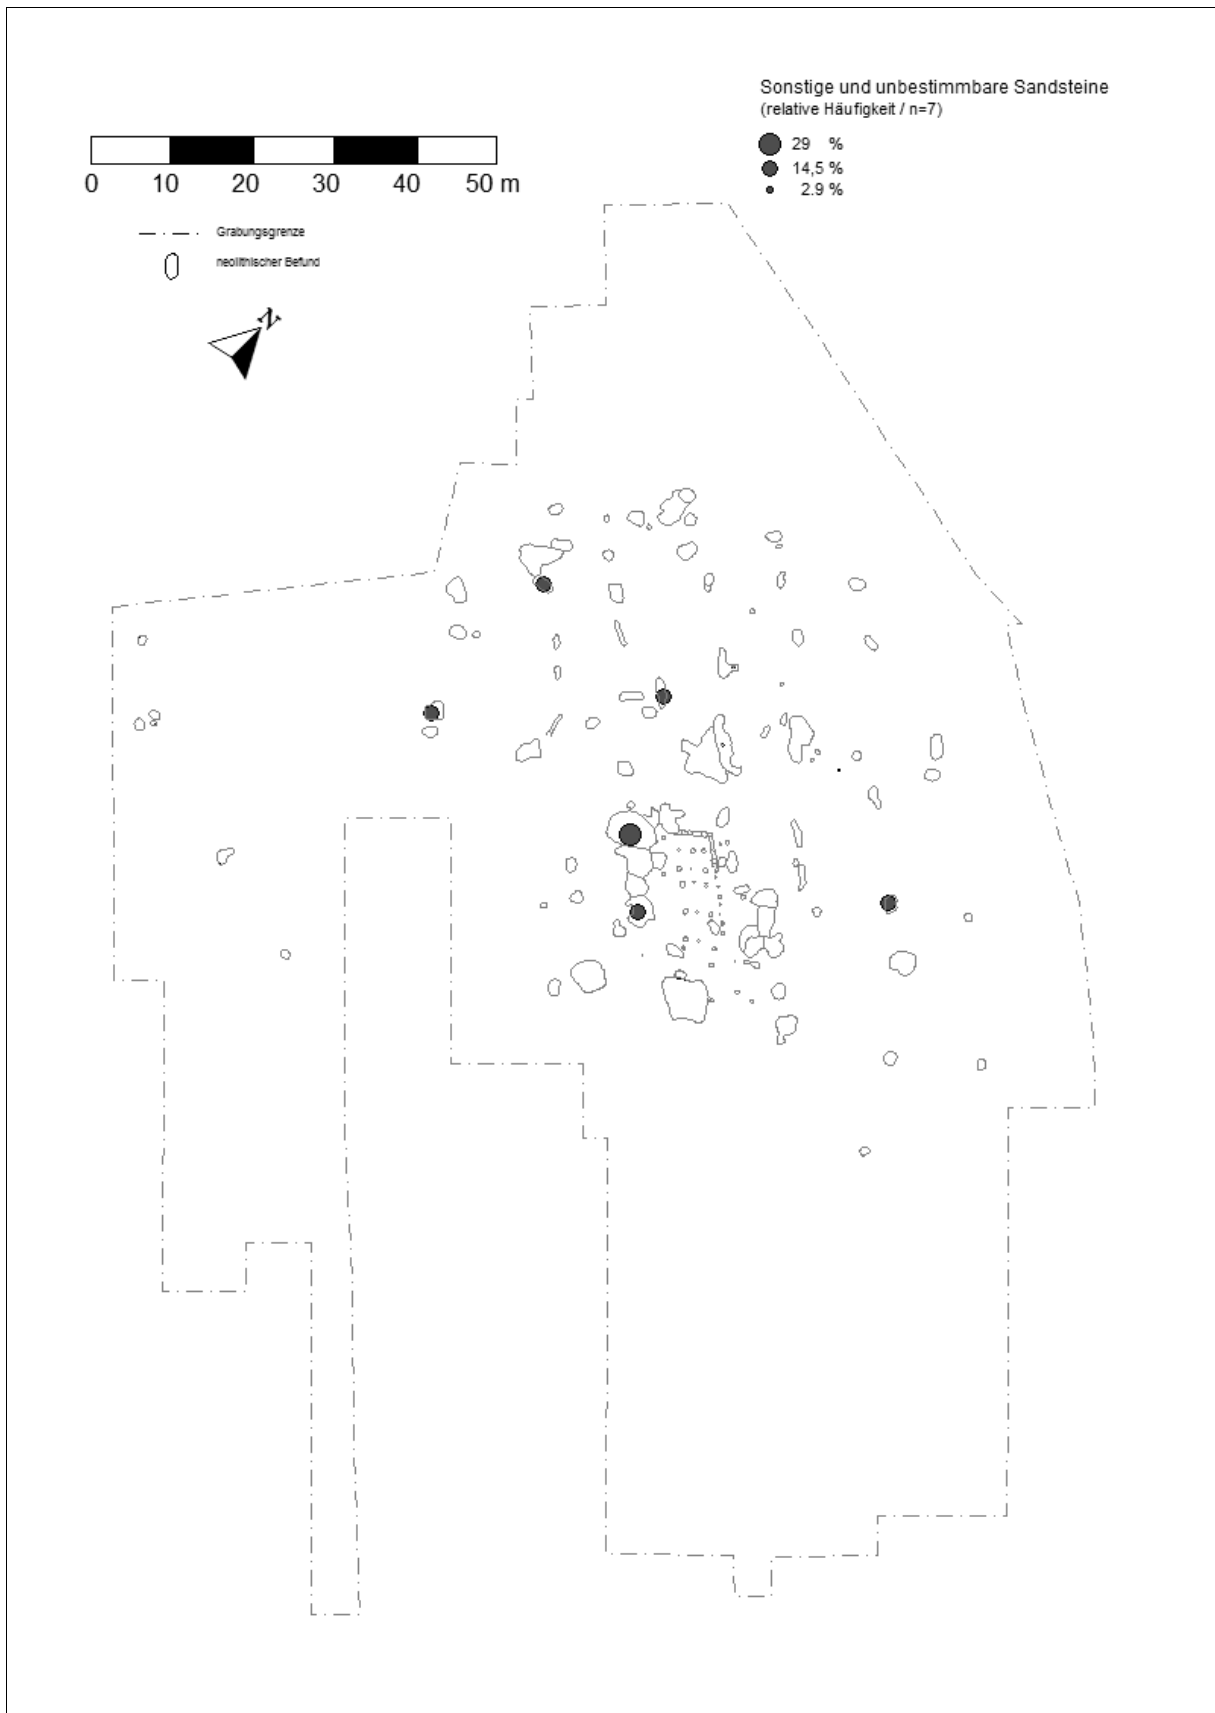 Sonstige und unbestimmbare Sandsteine
(relative Häufigkeit / n=7)
29 %
14,5 %
2.9 %
0 10 20 30 40 50 m
Grabungsgrenze
neolithischer Befund
N